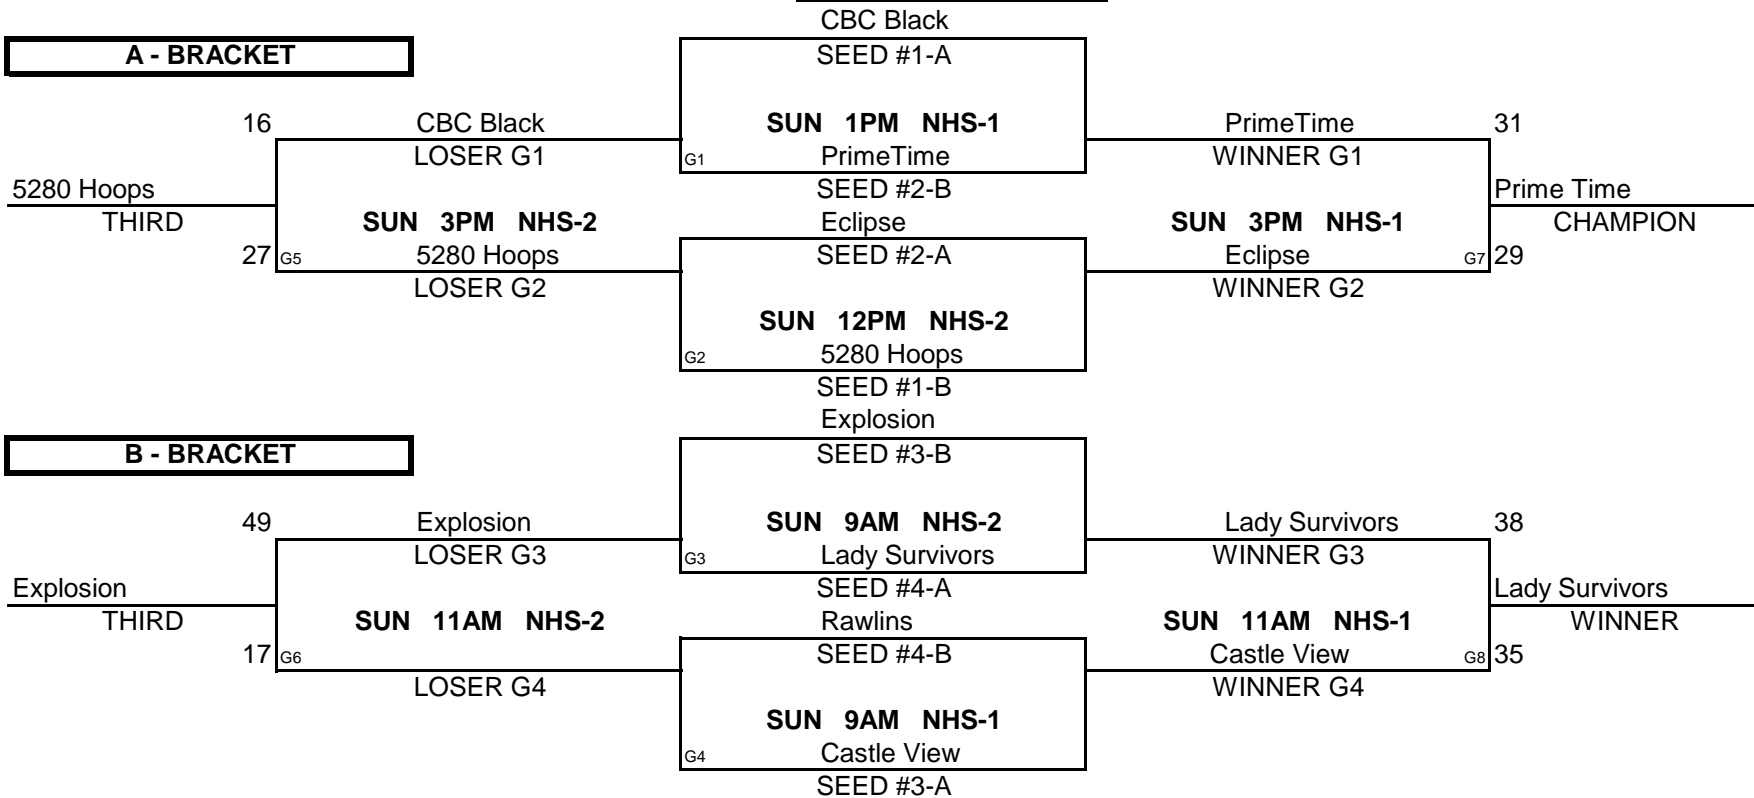 CBC Black
A - BRACKET
SEED #1-A
16 CBC Black SUN 1PM NHS-1 PrimeTime 31
LOSER G1 G1 PrimeTime WINNER G1
5280 Hoops SEED #2-B Prime Time
THIRD SUN 3PM NHS-2 Eclipse SUN 3PM NHS-1 CHAMPION
27 G5 5280 Hoops SEED #2-A Eclipse G7 29
LOSER G2 WINNER G2
SUN 12PM NHS-2
G2 5280 Hoops
SEED #1-B
Explosion
B - BRACKET SEED #3-B
49 Explosion SUN 9AM NHS-2 Lady Survivors 38
LOSER G3 G3 Lady Survivors WINNER G3
Explosion SEED #4-A Lady Survivors
THIRD SUN 11AM NHS-2 Rawlins SUN 11AM NHS-1 WINNER
17 G6 SEED #4-B Castle View G8 35
LOSER G4 WINNER G4
SUN 9AM NHS-1
G4 Castle View
SEED #3-A